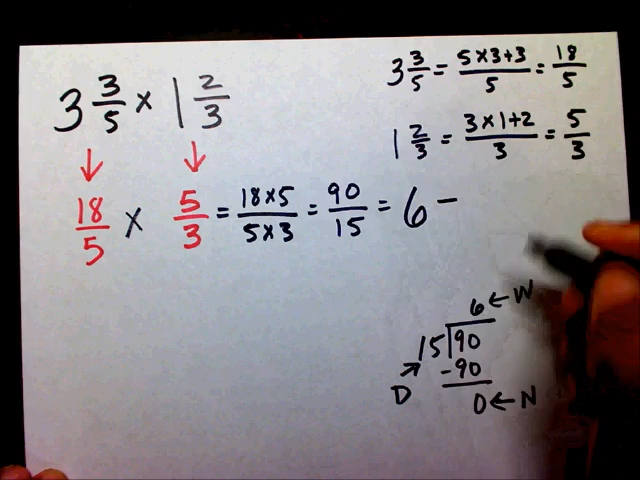 3 3/5 × 1 2/3
3 3/5 = 5×3+3/5 = 18/5
1 2/3 = 3×1+2/3 = 5/3
18/5 × 5/3 = 18×5/5×3 = 90/15 = 6 –
6 ← W
15 90
D
-90
0 ← N